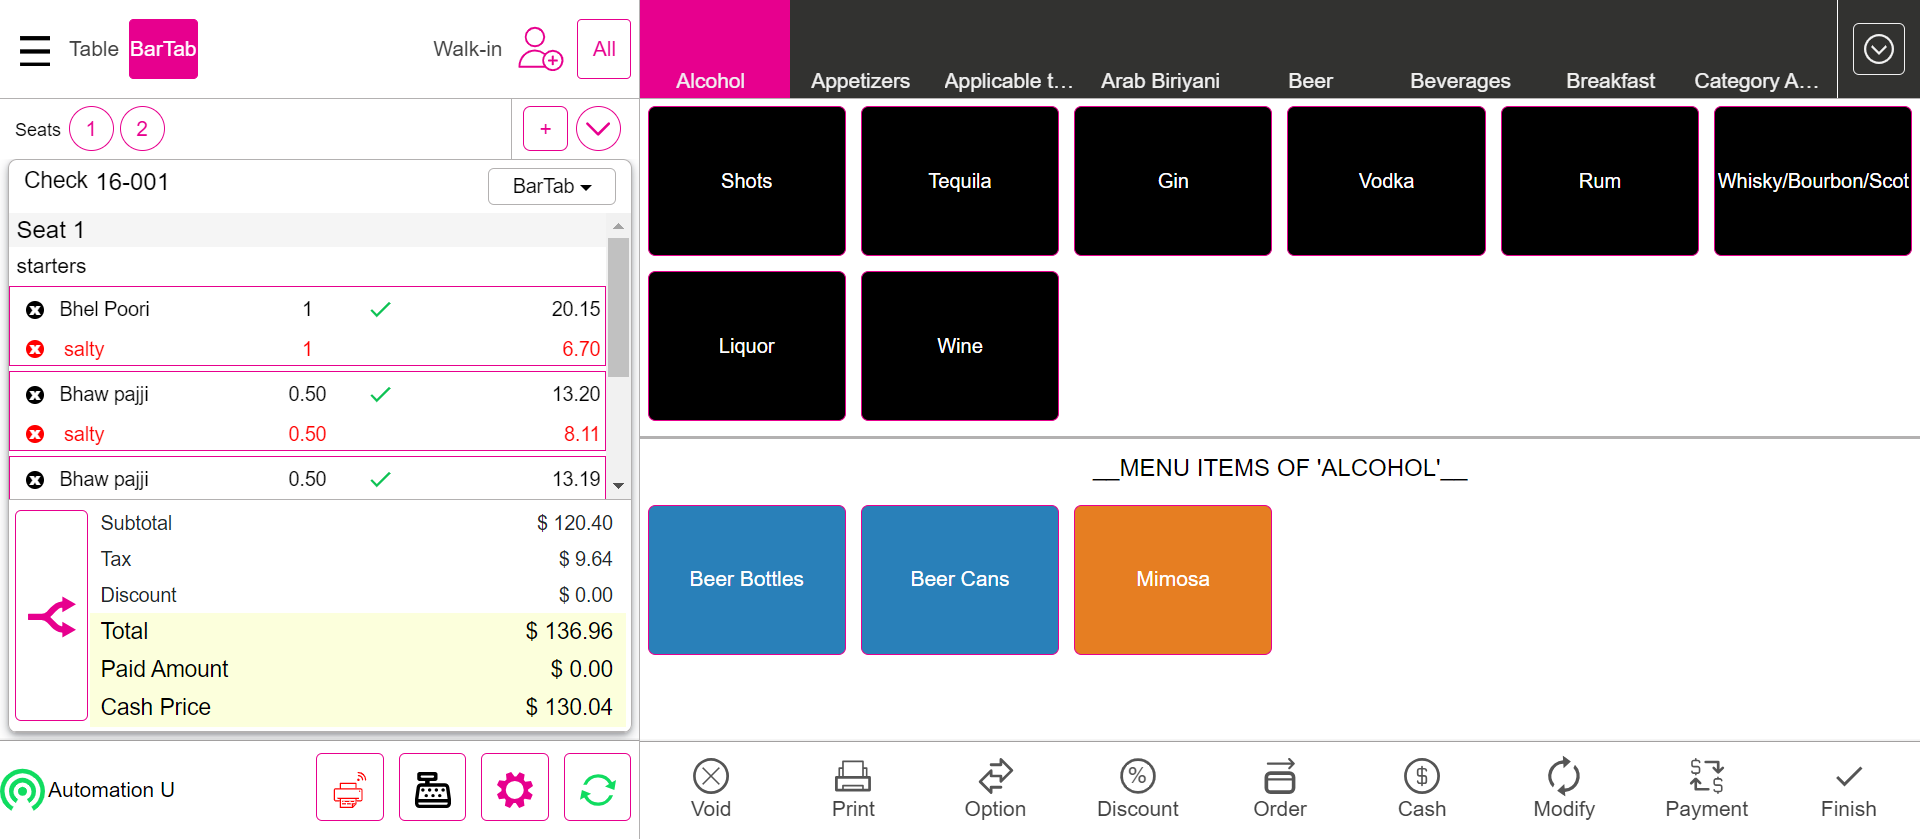 Table BarTab Walk-in All
Seats 1 2 +
Check 16-001 BarTab
Seat 1
starters
Bhel Poori 1 20.15
salty 1 6.70
Bhaw pajji 0.50 13.20
salty 0.50 8.11
Bhaw pajji 0.50 13.19
Subtotal $ 120.40
Tax $ 9.64
Discount $ 0.00
Total $ 136.96
Paid Amount $ 0.00
Cash Price $ 130.04
Automation U
Alcohol Appetizers Applicable t... Arab Biriyani Beer Beverages Breakfast Category A...
Shots Tequila Gin Vodka Rum Whisky/Bourbon/Scot
Liquor Wine
__MENU ITEMS OF 'ALCOHOL'__
Beer Bottles Beer Cans Mimosa
Void Print Option Discount Order Cash Modify Payment Finish